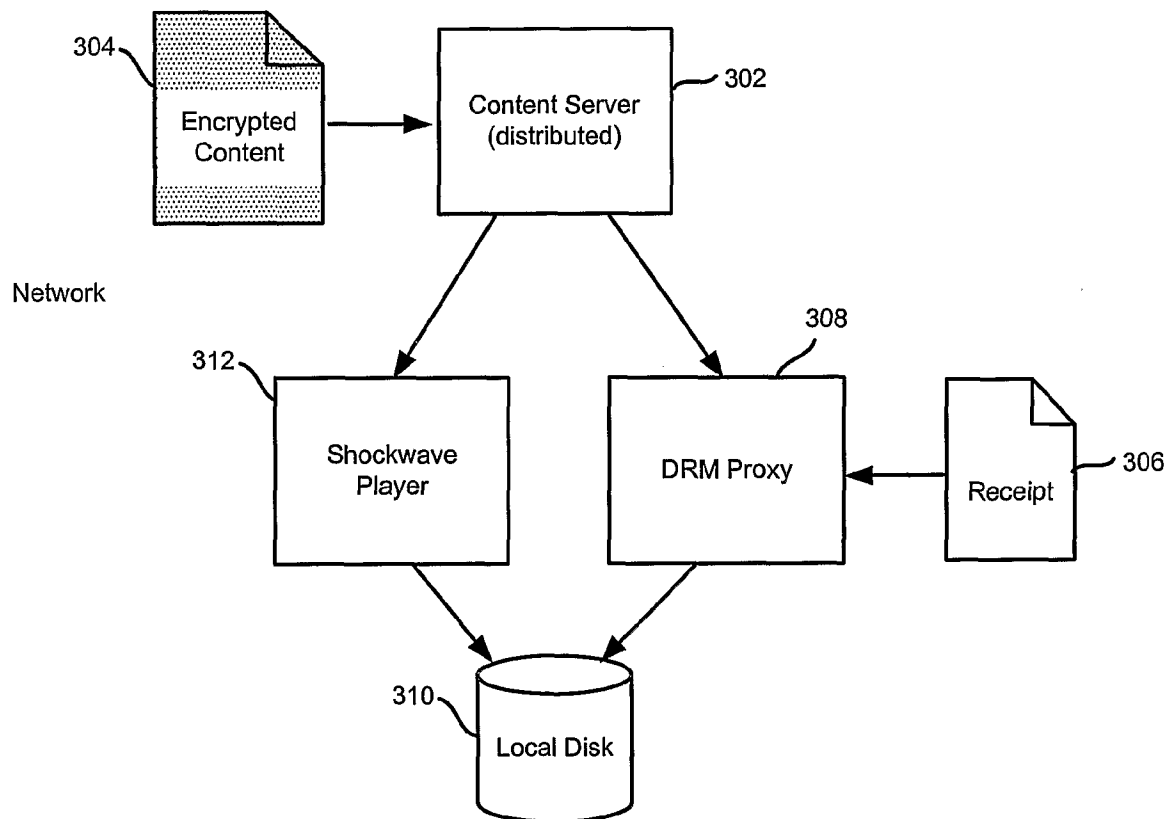 304
302
Encrypted
Content
Content Server
(distributed)
Network
312
308
Shockwave
Player
DRM Proxy
Receipt
306
310
Local Disk